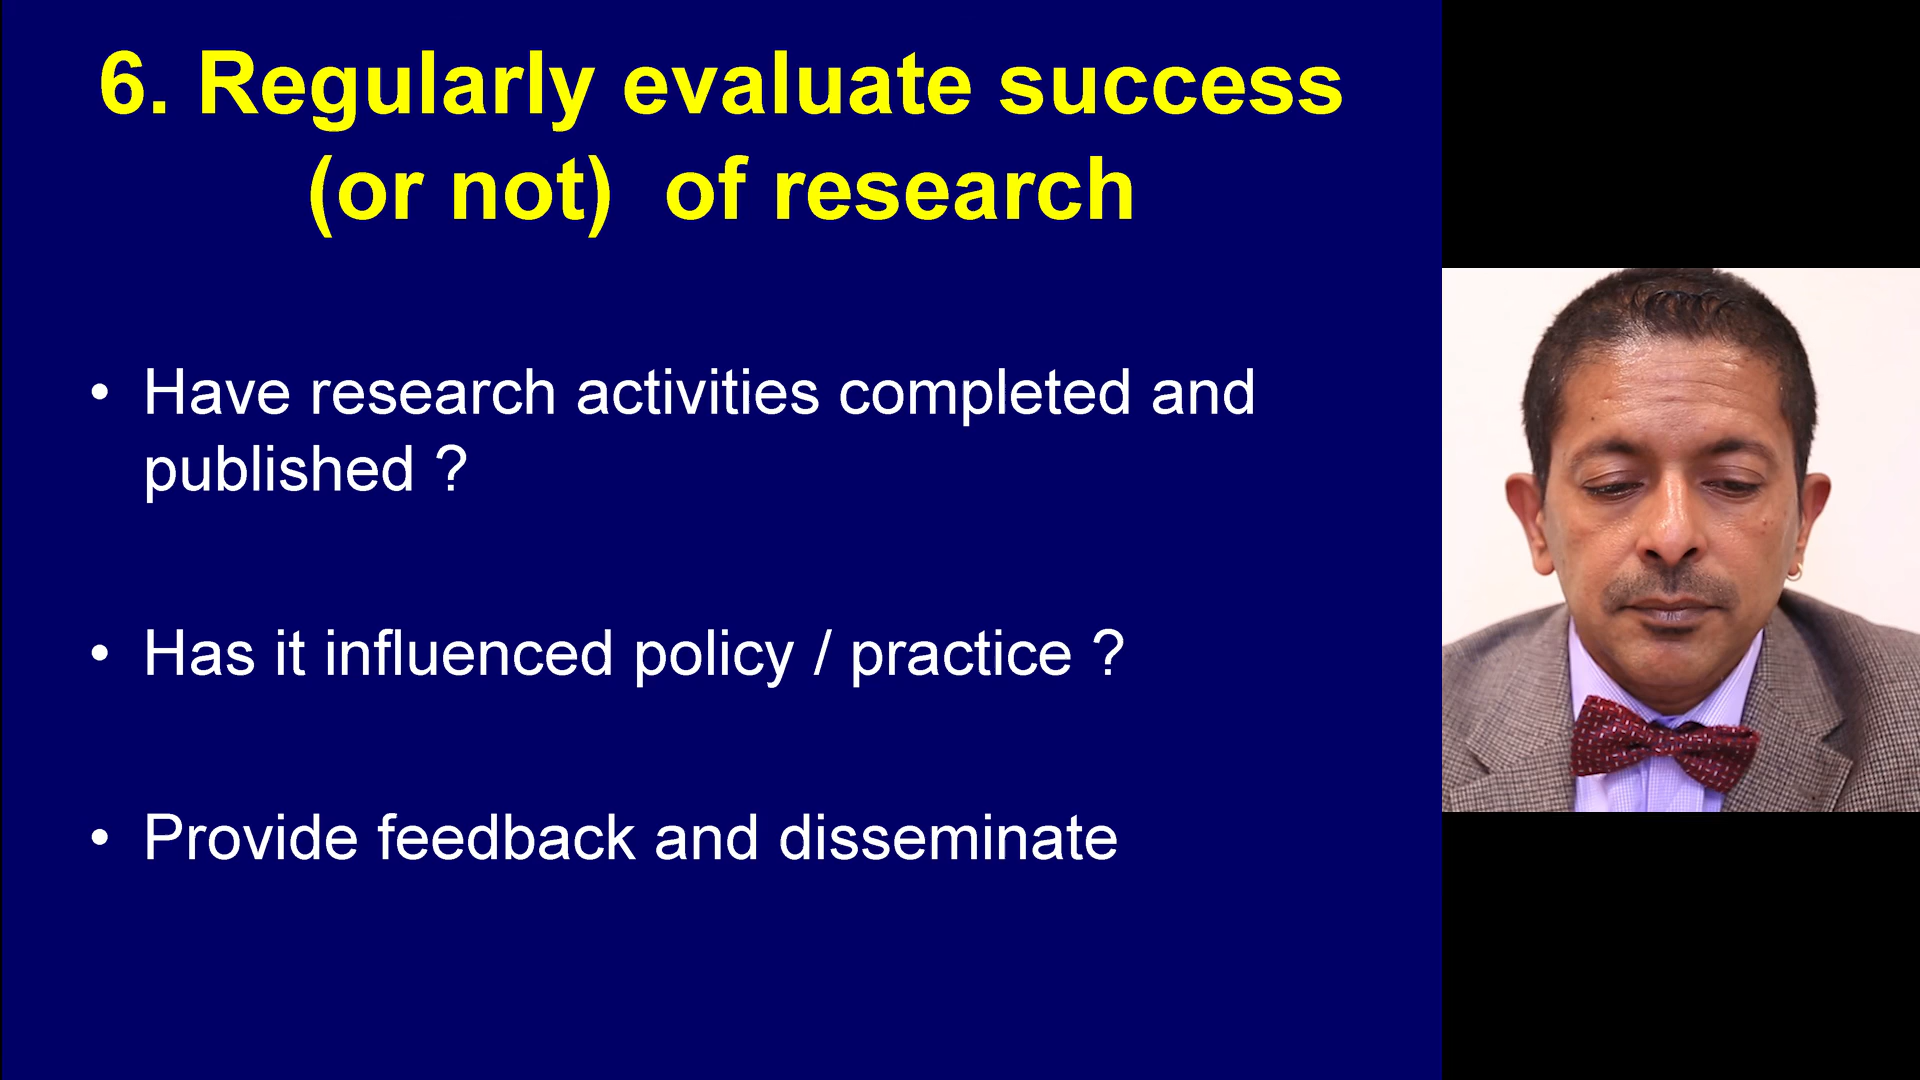 6. Regularly evaluate success
(or not)  of research
• Have research activities completed and
published ?
• Has it influenced policy / practice ?
• Provide feedback and disseminate